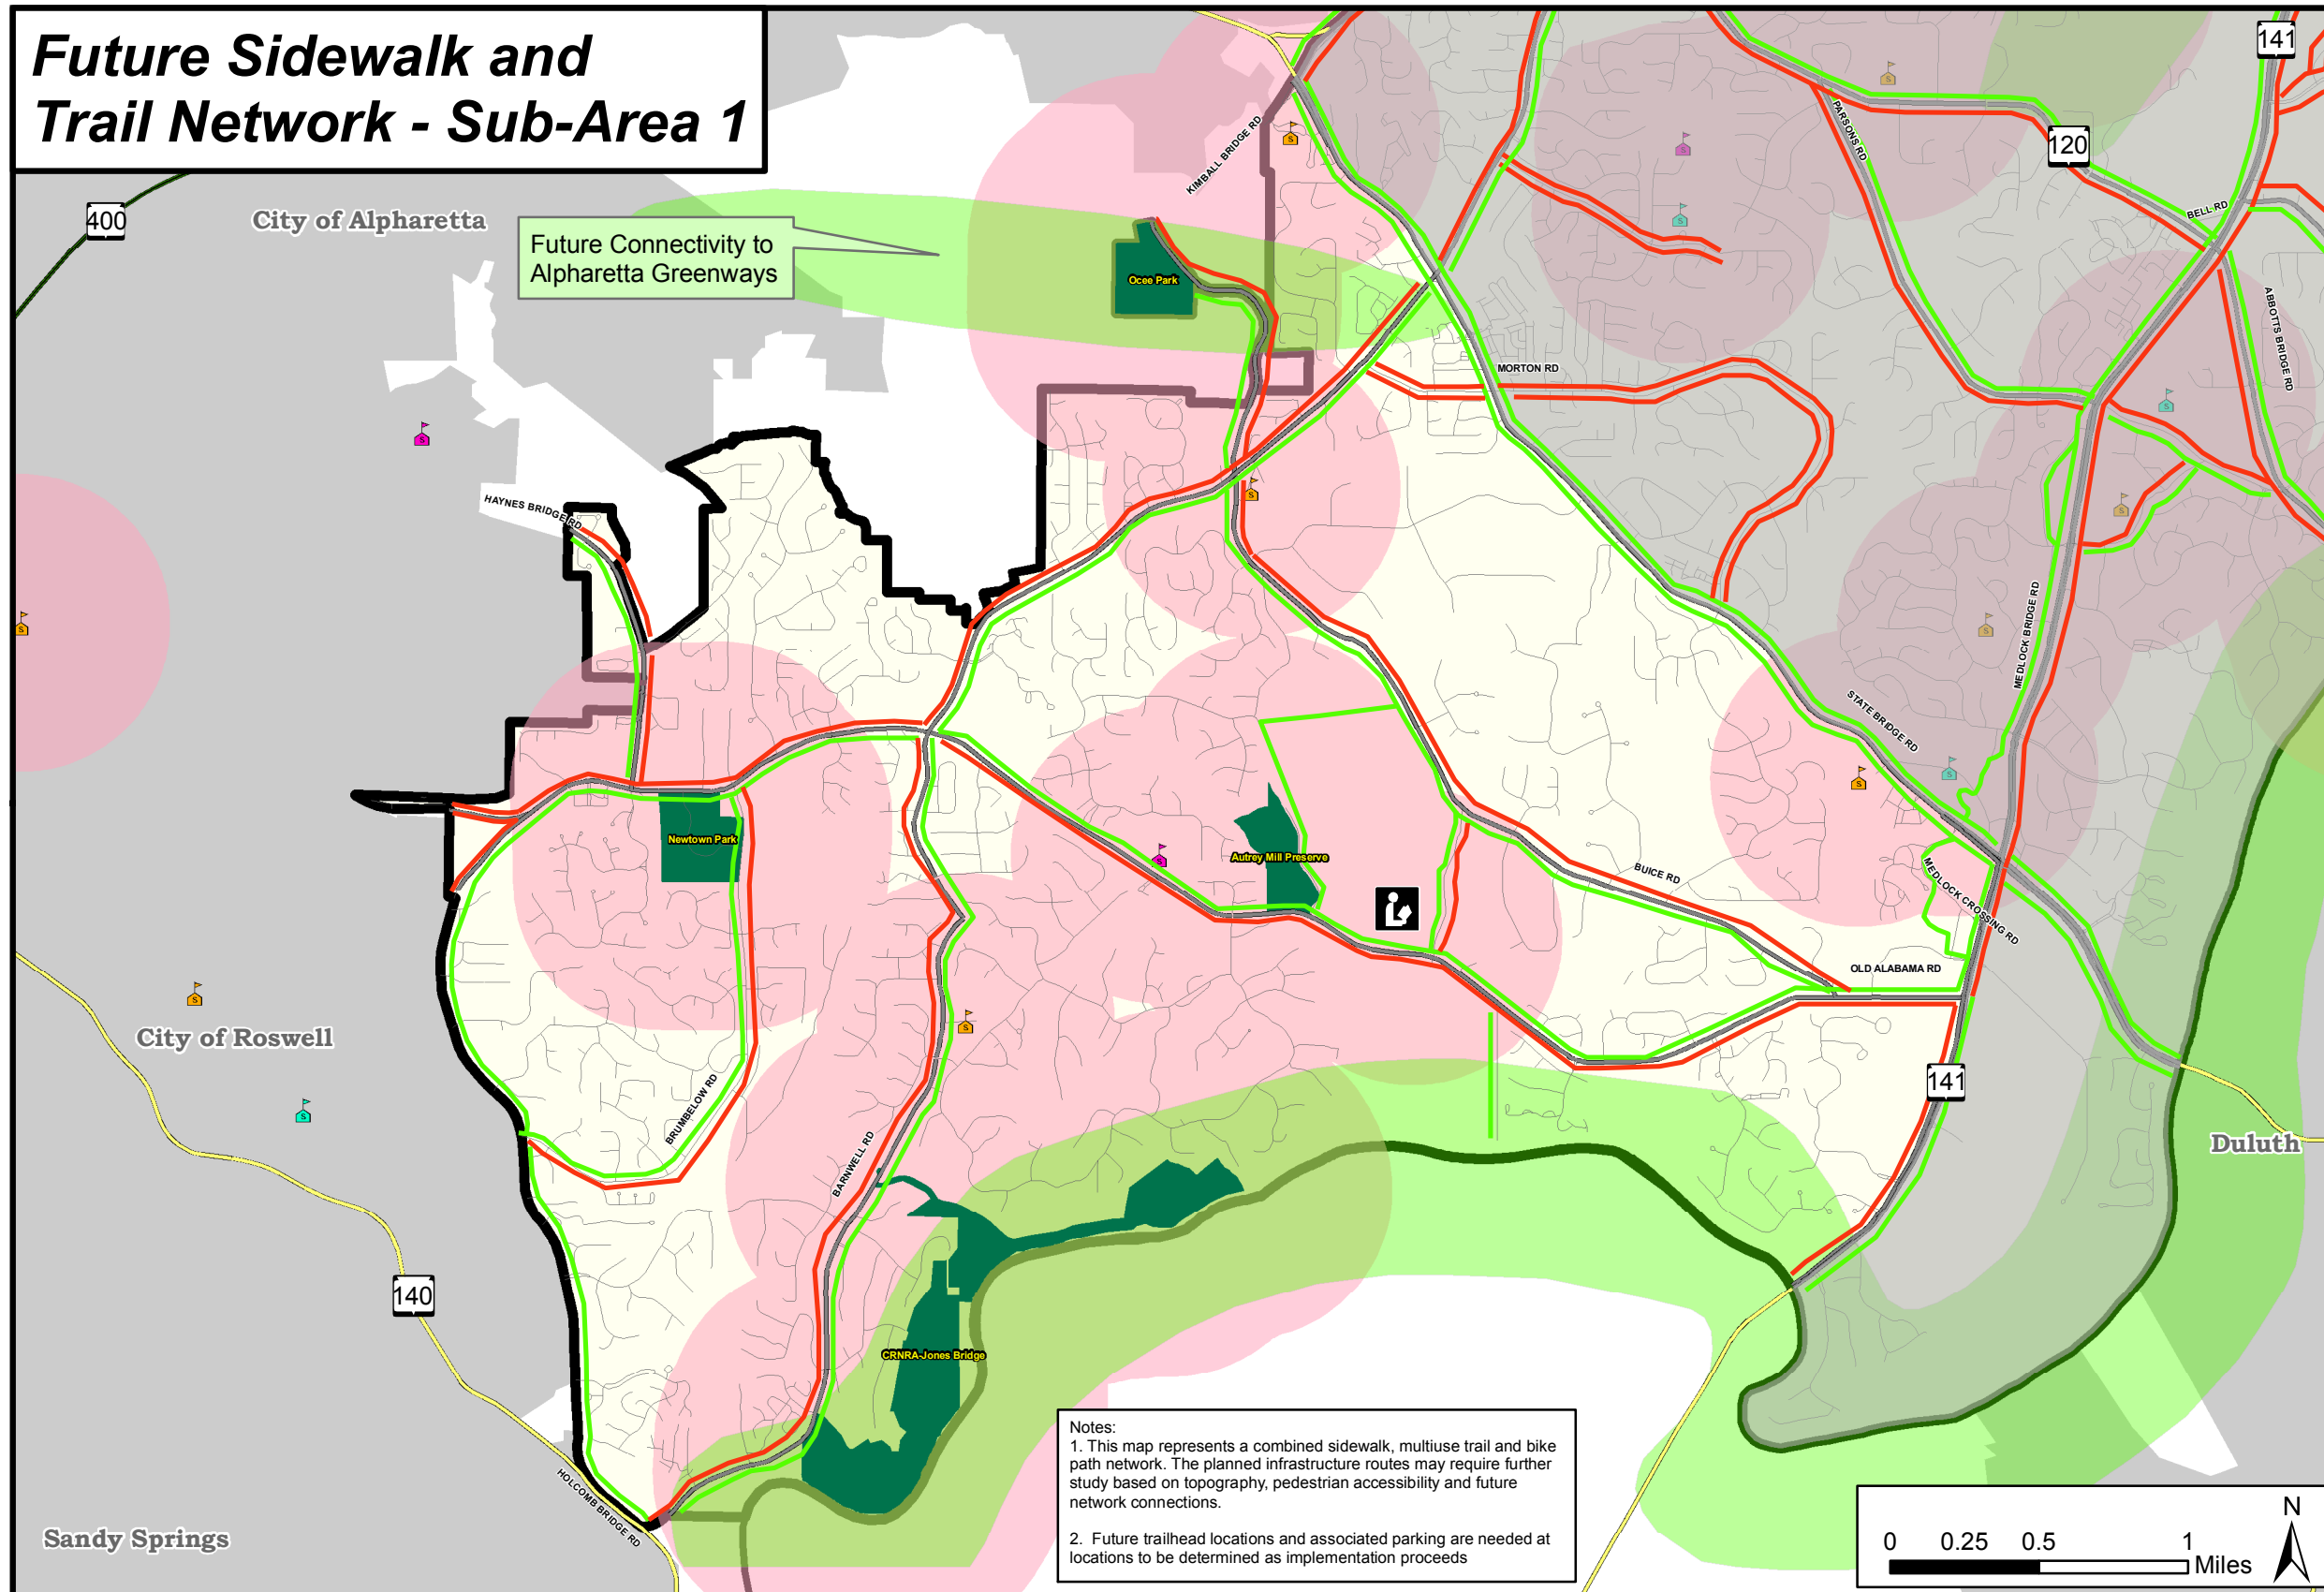 Future Sidewalk and
Trail Network - Sub-Area 1
141
KIMBALL BRIDGE RD
PARSONS RD
120
400
City of Alpharetta
BELL RD
Future Connectivity to
Alpharetta Greenways
Ocee Park
ABBOTTS BRIDGE RD
MORTON RD
HAYNES BRIDGE RD
MEDLOCK BRIDGE RD
STATE BRIDGE RD
Newtown Park
Autrey Mill Preserve
BUICE RD
MEDLOCK CROSSING RD
OLD ALABAMA RD
City of Roswell
141
BRUMBELOW RD
BARNWELL RD
Duluth
140
CRNRA-Jones Bridge
HOLCOMB BRIDGE RD
Sandy Springs
Notes:
1. This map represents a combined sidewalk, multiuse trail and bike
path network. The planned infrastructure routes may require further
study based on topography, pedestrian accessibility and future
network connections.
2. Future trailhead locations and associated parking are needed at
locations to be determined as implementation proceeds
N
0 0.25 0.5 1
Miles